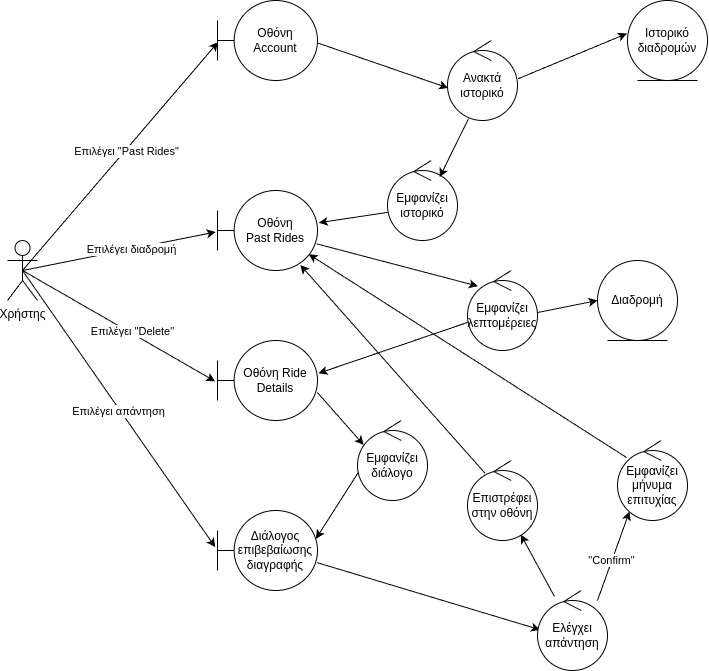 Οθόνη
Account
Ιστορικό
διαδρομών
Ανακτά
ιστορικό
Επιλέγει "Past Rides"
Εμφανίζει
ιστορικό
Οθόνη
Past Rides
Επιλέγει διαδρομή
Χρήστης
Εμφανίζει
λεπτομέρειες
Διαδρομή
Επιλέγει "Delete"
Οθόνη Ride
Details
Επιλέγει απάντηση
Εμφανίζει
διάλογο
Εμφανίζει
μήνυμα
επιτυχίας
Επιστρέφει
στην οθόνη
Διάλογος
επιβεβαίωσης
διαγραφής
"Confirm"
Ελέγχει
απάντηση